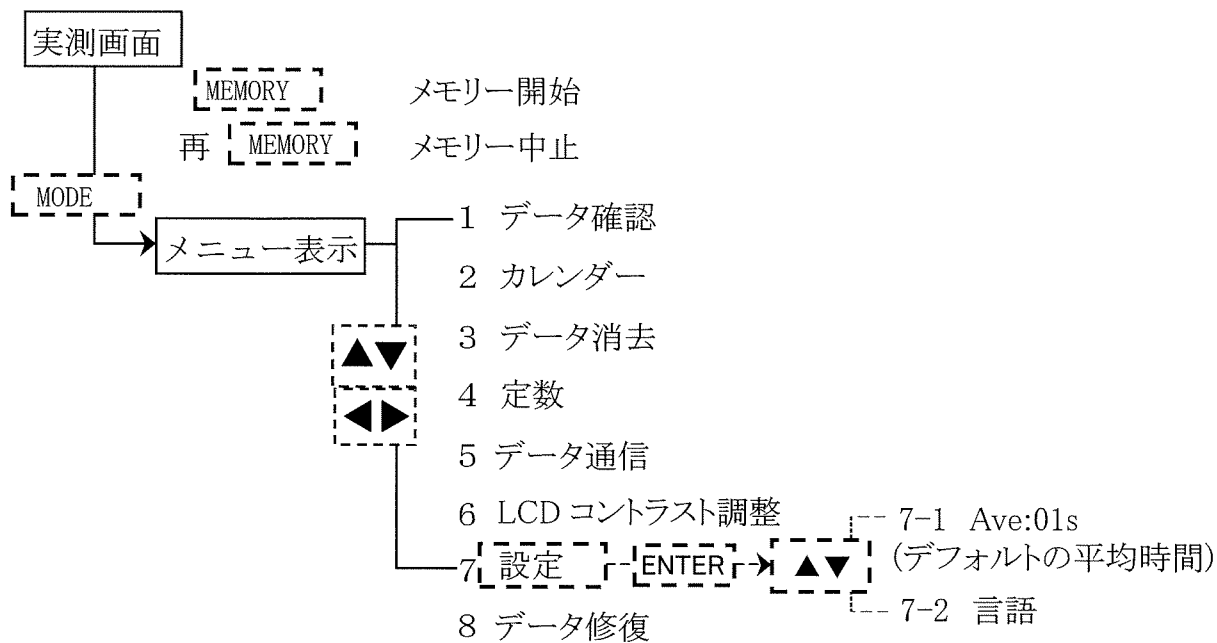 実測画面
MEMORY メモリー開始
再 MEMORY メモリー中止
MODE
メニュー表示
1 データ確認
2 カレンダー
3 データ消去
4 定数
5 データ通信
6 LCD コントラスト調整
7 設定 ENTER ▲▼
7-1 Ave:01s
(デフォルトの平均時間)
7-2 言語
8 データ修復
▲▼
◀▶